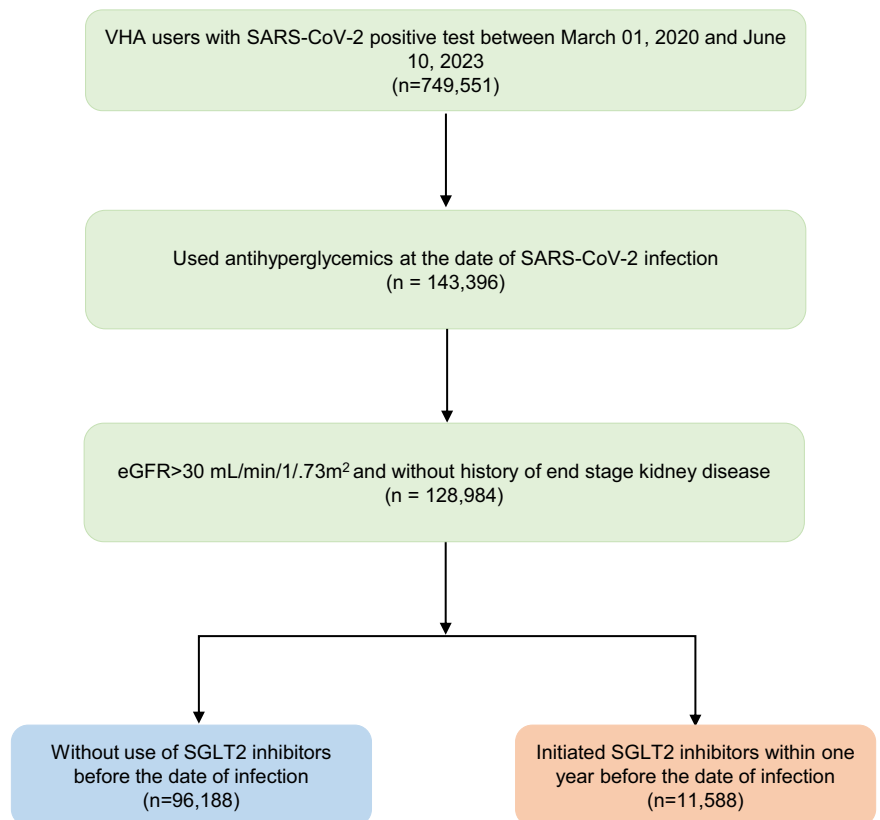 VHA users with SARS-CoV-2 positive test between March 01, 2020 and June
10, 2023
(n=749,551)
Used antihyperglycemics at the date of SARS-CoV-2 infection
(n = 143,396)
eGFR>30 mL/min/1/.73m² and without history of end stage kidney disease
(n = 128,984)
Without use of SGLT2 inhibitors
before the date of infection
(n=96,188)
Initiated SGLT2 inhibitors within one
year before the date of infection
(n=11,588)